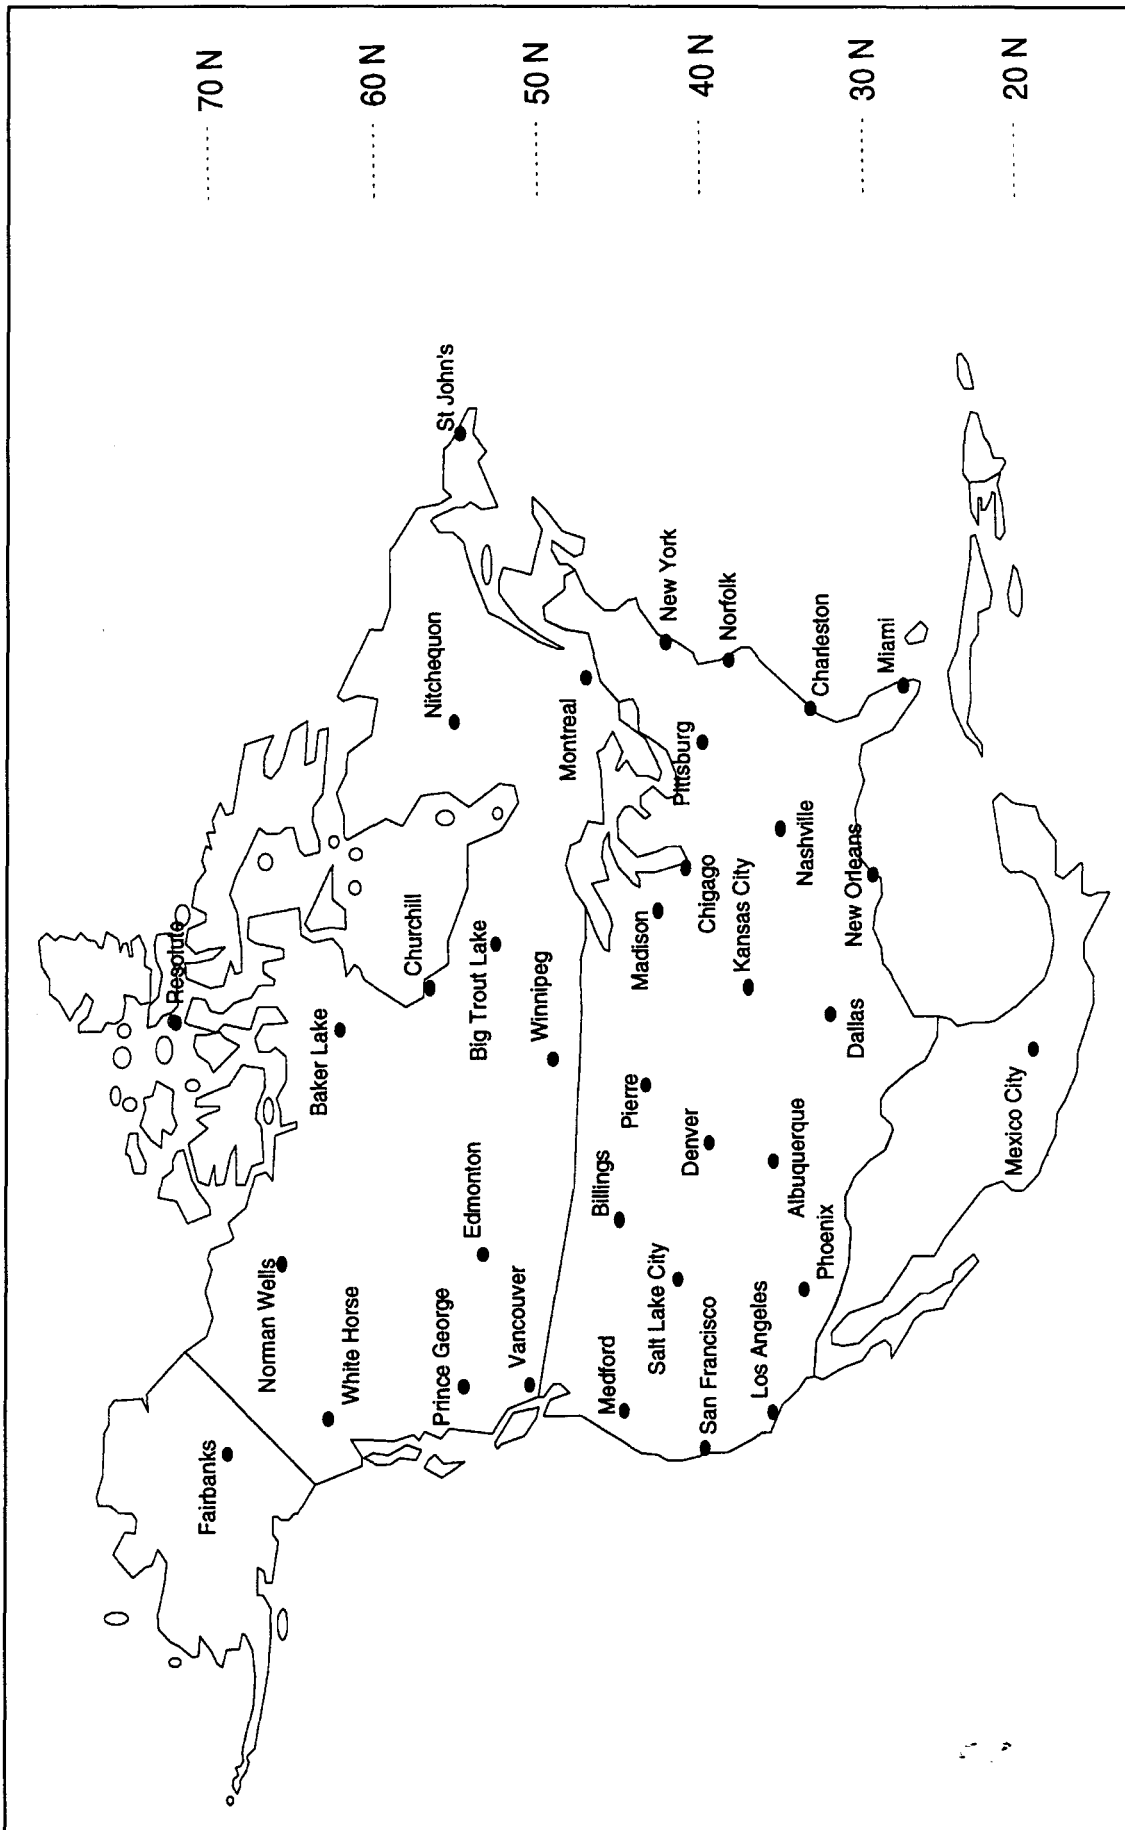 70 N
60 N
50 N
40 N
30 N
20 N
Resolute
Fairbanks
Norman Wells
White Horse
Baker Lake
Churchill
Nitchequon
St John's
Prince George
Edmonton
Big Trout Lake
Vancouver
Winnipeg
Montreal
Medford
Billings
Pierre
Madison
New York
Salt Lake City
Denver
Chigago
Pittsburg
San Francisco
Kansas City
Norfolk
Los Angeles
Albuquerque
Nashville
Phoenix
Dallas
New Orleans
Charleston
Miami
Mexico City